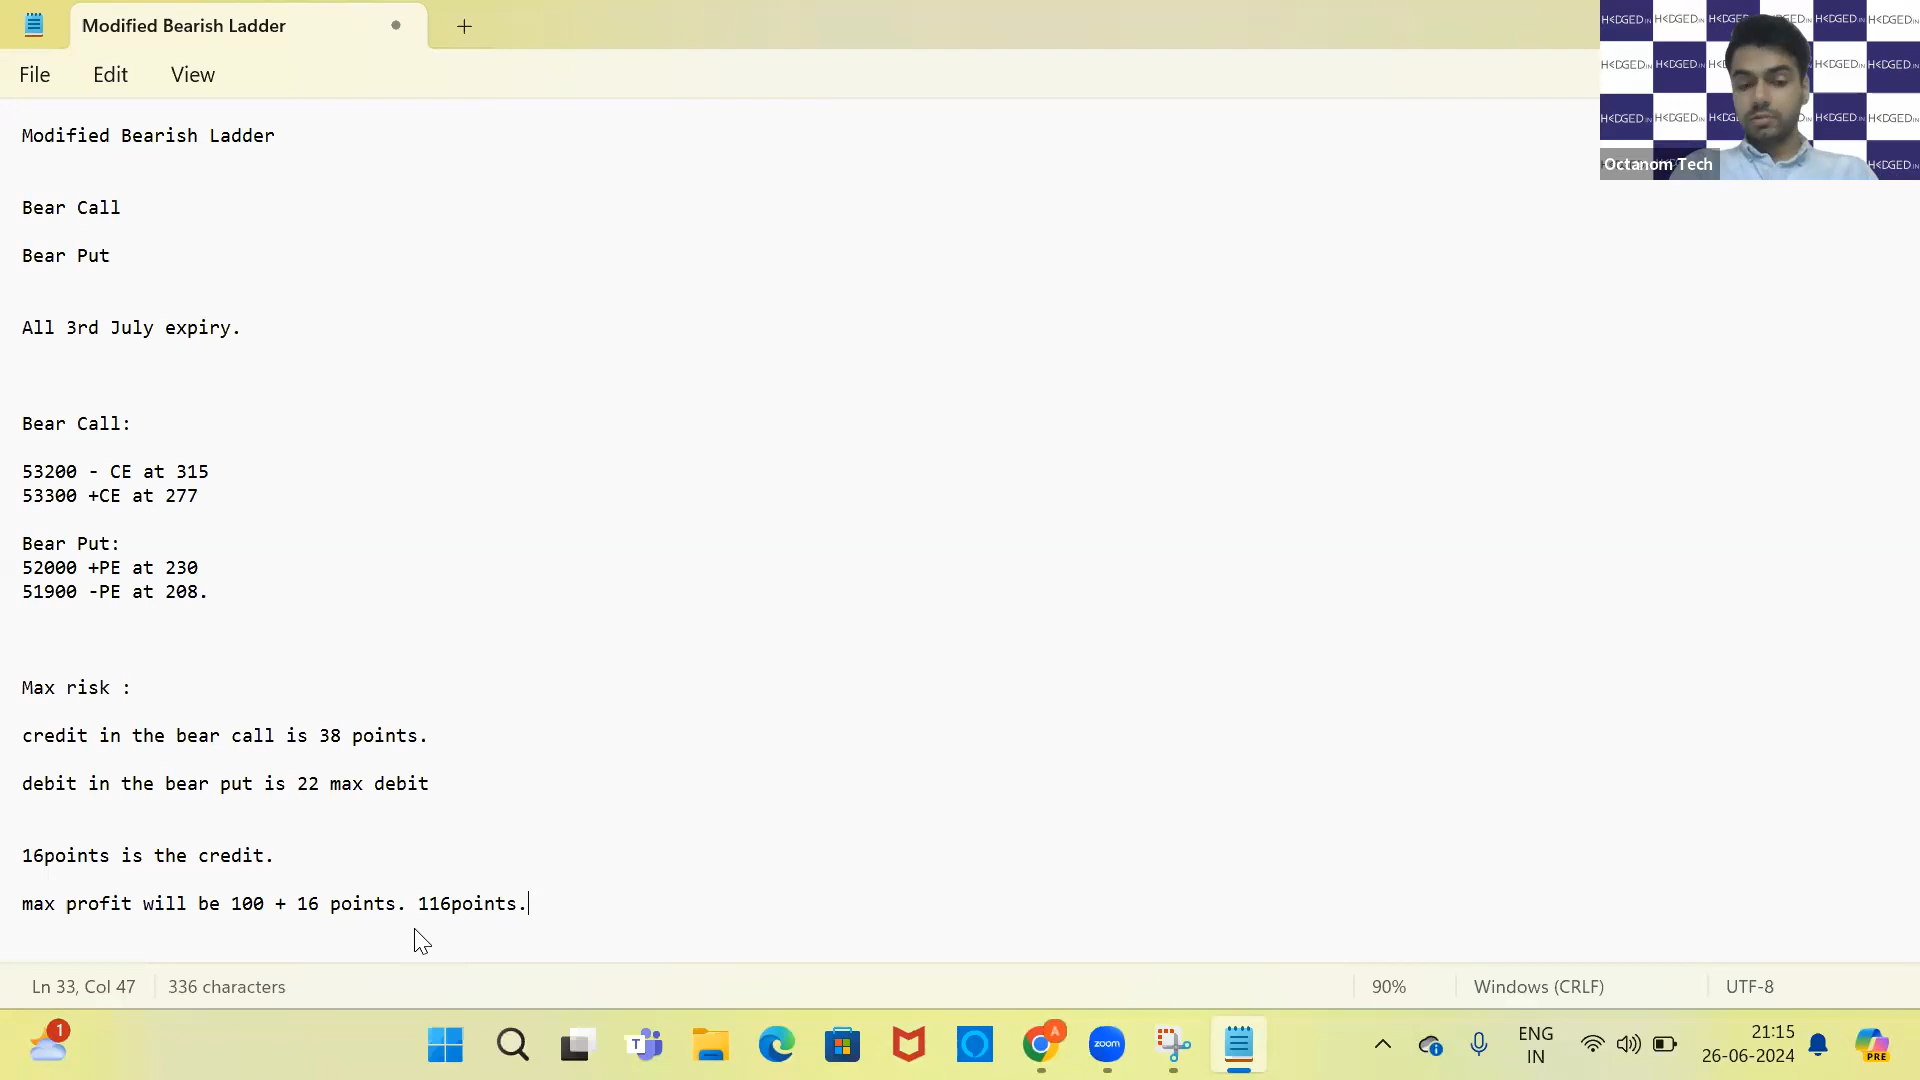 Modified Bearish Ladder
File Edit View
Modified Bearish Ladder
Bear Call
Bear Put
All 3rd July expiry.
Bear Call:
53200 - CE at 315
53300 +CE at 277
Bear Put:
52000 +PE at 230
51900 -PE at 208.
Max risk :
credit in the bear call is 38 points.
debit in the bear put is 22 max debit
16points is the credit.
max profit will be 100 + 16 points. 116points.
Octanom Tech
Ln 33, Col 47 336 characters 90% Windows (CRLF) UTF-8
1
T
A
zoom
ENG
IN
21:15
26-06-2024
PRE